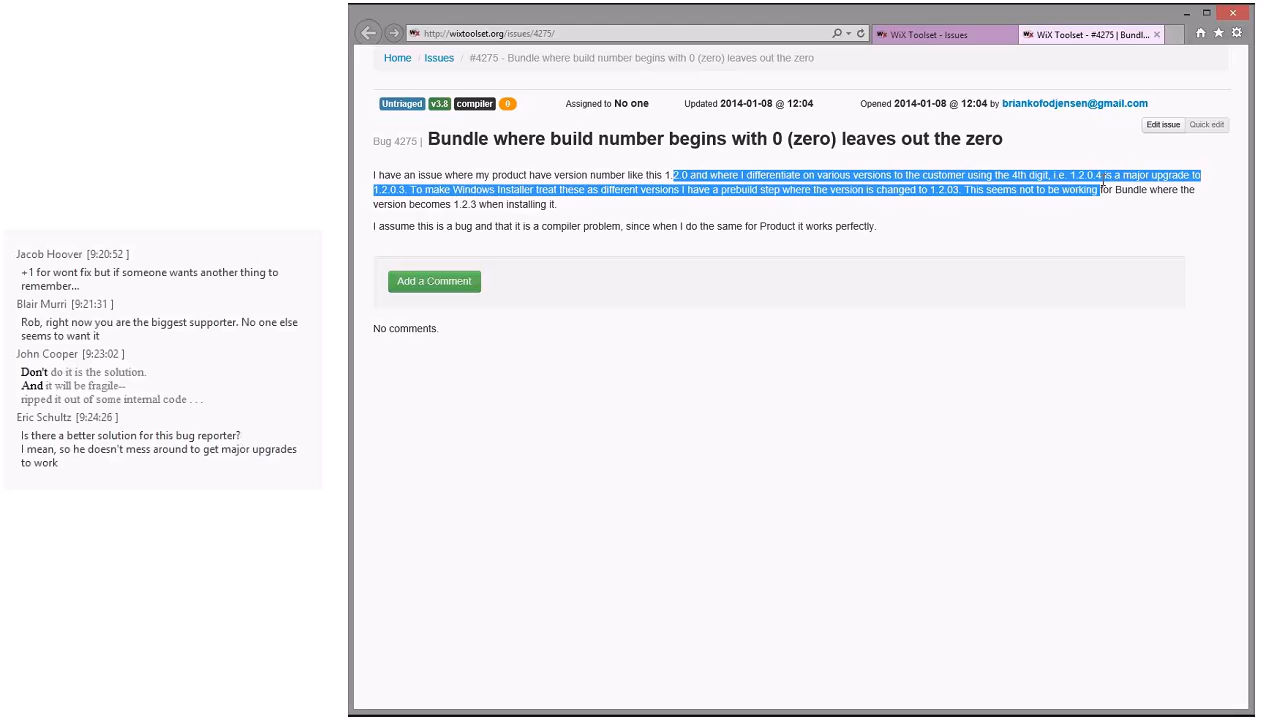 http://wixtoolset.org/issues/4275/
WiX Toolset - Issues
WiX Toolset - #4275 | Bundl...
Home / Issues / #4275 - Bundle where build number begins with 0 (zero) leaves out the zero
Untriaged v3.8 compiler 0 Assigned to No one Updated 2014-01-08 @ 12:04 Opened 2014-01-08 @ 12:04 by briankofodjensen@gmail.com
Edit issue Quick edit
Bug 4275 | Bundle where build number begins with 0 (zero) leaves out the zero
I have an issue where my product have version number like this 1.2.0 and where I differentiate on various versions to the customer using the 4th digit, i.e. 1.2.0.4 is a major upgrade to
1.2.0.3. To make Windows Installer treat these as different versions I have a prebuild step where the version is changed to 1.2.03. This seems not to be working for Bundle where the
version becomes 1.2.3 when installing it.
I assume this is a bug and that it is a compiler problem, since when I do the same for Product it works perfectly.
Add a Comment
No comments.
Jacob Hoover [9:20:52 ]
+1 for wont fix but if someone wants another thing to
remember...
Blair Murri [9:21:31 ]
Rob, right now you are the biggest supporter. No one else
seems to want it
John Cooper [9:23:02 ]
Don't do it is the solution.
And it will be fragile--
ripped it out of some internal code . . .
Eric Schultz [9:24:26 ]
Is there a better solution for this bug reporter?
I mean, so he doesn't mess around to get major upgrades
to work